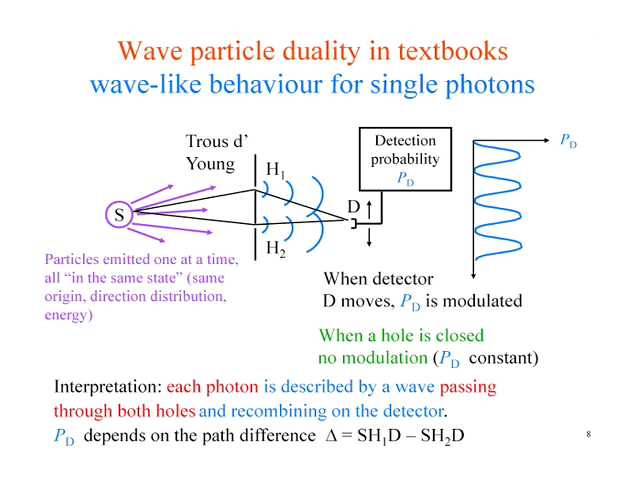 Wave particle duality in textbooks
wave-like behaviour for single photons
Trous d’
Young
H1
Detection
probability
PD
PD
S
D
H2
Particles emitted one at a time,
all “in the same state” (same
origin, direction distribution,
energy)
When detector
D moves, PD is modulated
When a hole is closed
no modulation (PD constant)
Interpretation: each photon is described by a wave passing
through both holes and recombining on the detector.
PD depends on the path difference Δ = SH1D – SH2D
8